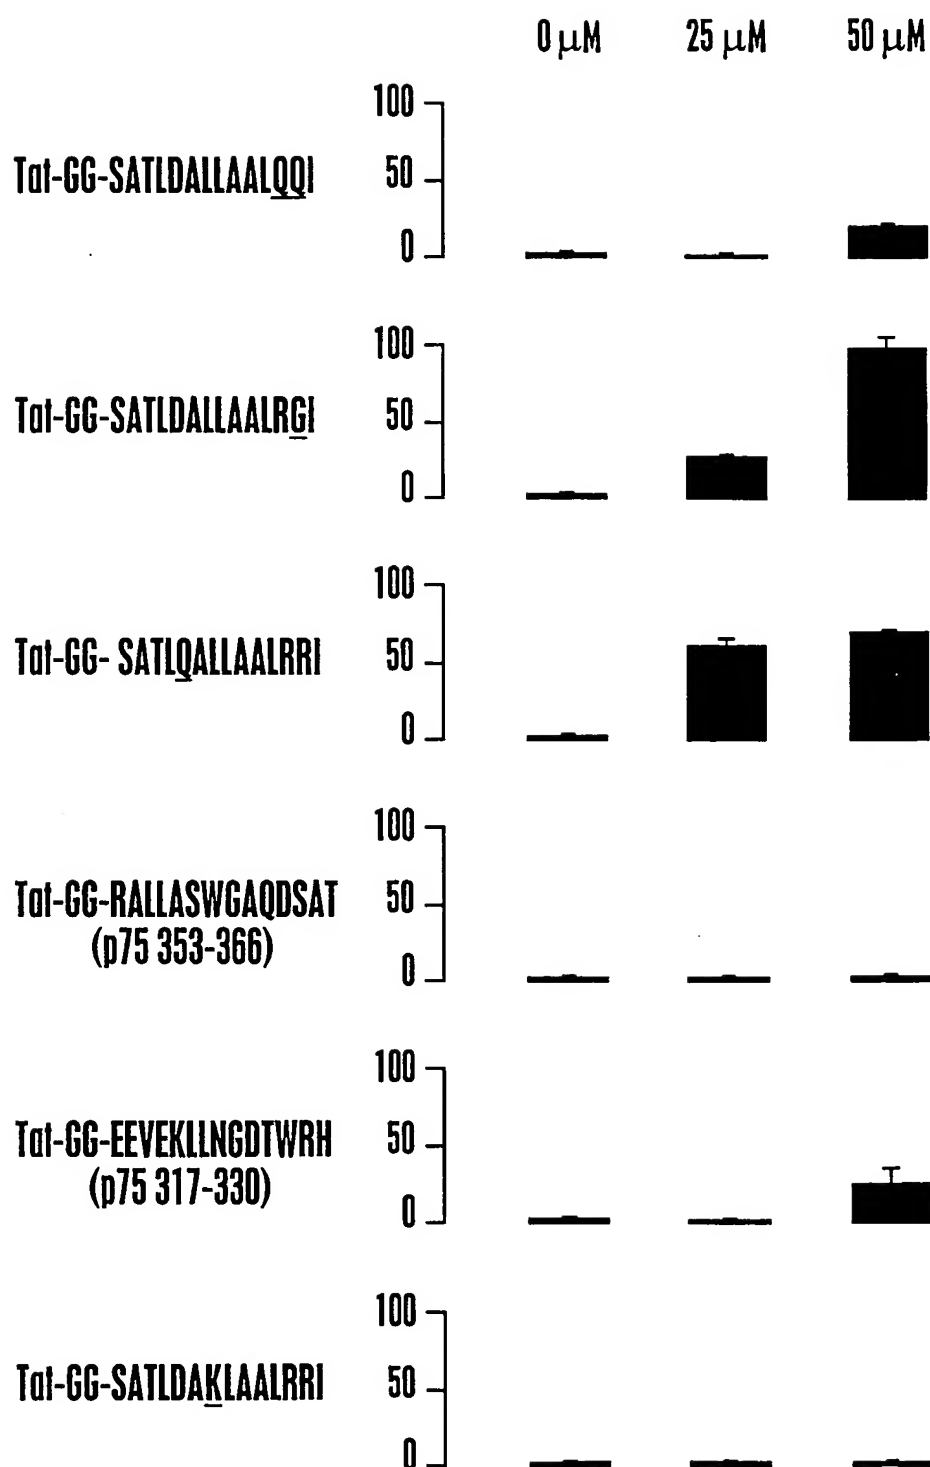 0 µM 25 µM 50 µM
100
Tat-GG-SATLDALLAALQQI 50
0
100
Tat-GG-SATLDALLAALRGI 50
0
100
Tat-GG- SATLQALLAALRRI 50
0
100
Tat-GG-RALLASWGAQDSAT 50
(p75 353-366)
0
100
Tat-GG-EEVEKLLNGDTWRH 50
(p75 317-330)
0
100
Tat-GG-SATLDAKLAALRRI 50
0